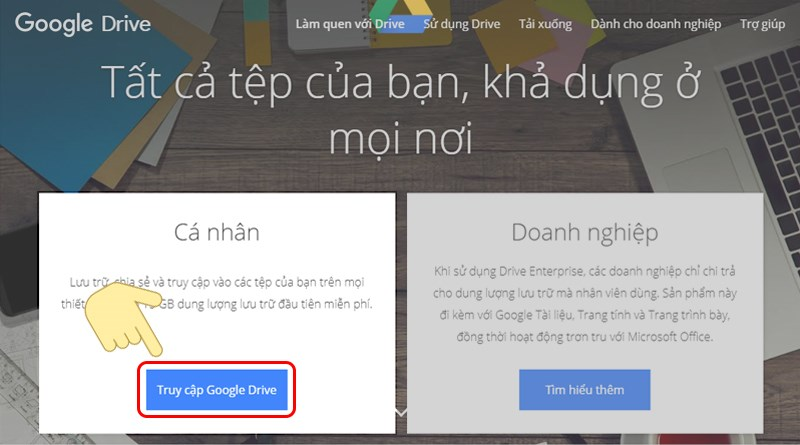 Google Drive
Làm quen với Drive Sử dụng Drive Tải xuống Dành cho doanh nghiệp Trợ giúp
Tất cả tệp của bạn, khả dụng ở
mọi nơi
Cá nhân
Lưu trữ, chia sẻ và truy cập vào các tệp của bạn trên mọi
thiết GB dung lượng lưu trữ đầu tiên miễn phí.
Truy cập Google Drive
Doanh nghiệp
Khi sử dụng Drive Enterprise, các doanh nghiệp chỉ chi trả
cho dung lượng lưu trữ mà nhân viên dùng. Sản phẩm này
đi kèm với Google Tài liệu, Trang tính và Trang trình bày,
đồng thời hoạt động trơn tru với Microsoft Office.
Tìm hiểu thêm